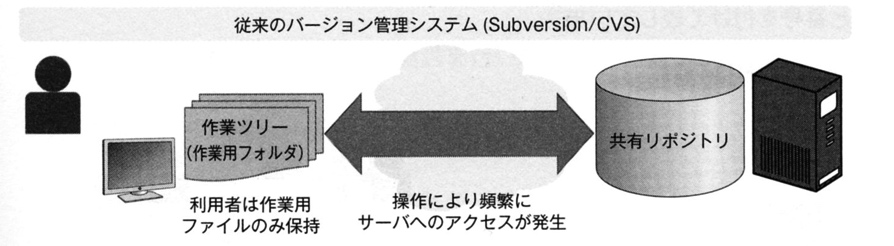 従来のバージョン管理システム (Subversion/CVS)
作業ツリー
(作業用フォルダ)
共有リポジトリ
利用者は作業用
ファイルのみ保持
操作により頻繁に
サーバへのアクセスが発生